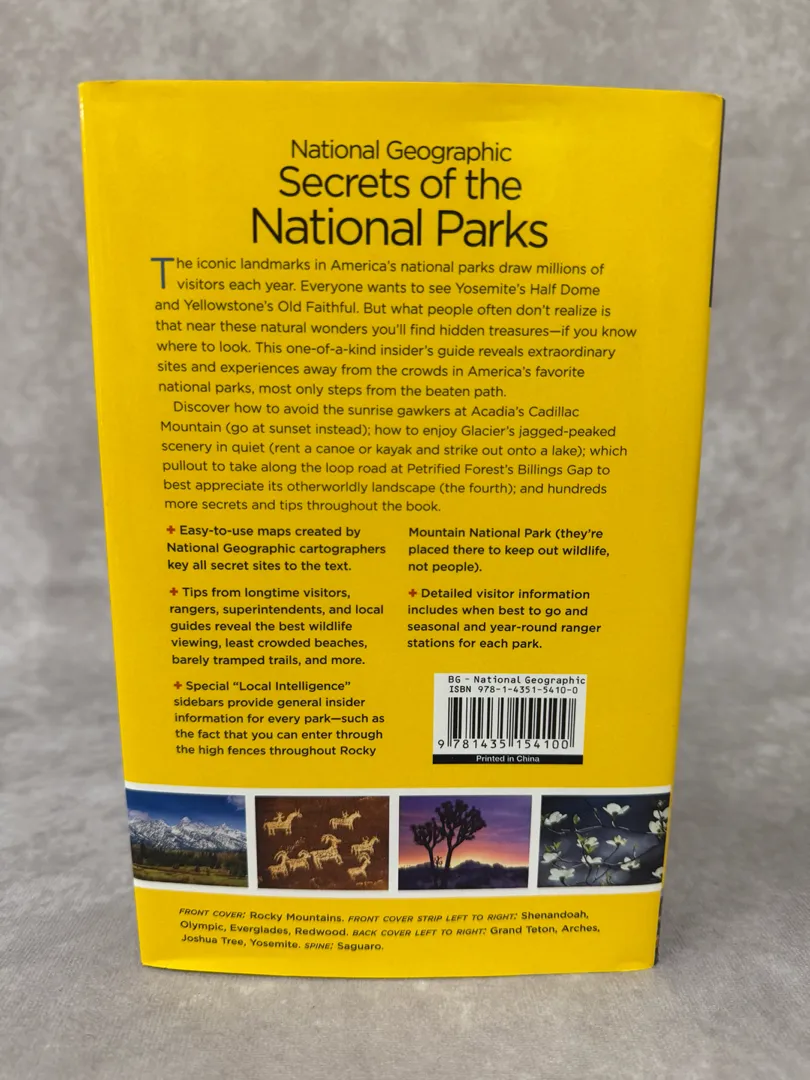 National Geographic
Secrets of the
National Parks
The iconic landmarks in America's national parks draw millions of
visitors each year. Everyone wants to see Yosemite's Half Dome
and Yellowstone's Old Faithful. But what people often don't realize is
that near these natural wonders you'll find hidden treasures—if you know
where to look. This one-of-a-kind insider's guide reveals extraordinary
sites and experiences away from the crowds in America's favorite
national parks, most only steps from the beaten path.
Discover how to avoid the sunrise gawkers at Acadia's Cadillac
Mountain (go at sunset instead); how to enjoy Glacier's jagged-peaked
scenery in quiet (rent a canoe or kayak and strike out onto a lake); which
pullout to take along the loop road at Petrified Forest's Billings Gap to
best appreciate its otherworldly landscape (the fourth); and hundreds
more secrets and tips throughout the book.
+ Easy-to-use maps created by
National Geographic cartographers
key all secret sites to the text.
+ Tips from longtime visitors,
rangers, superintendents, and local
guides reveal the best wildlife
viewing, least crowded beaches,
barely tramped trails, and more.
+ Special "Local Intelligence"
sidebars provide general insider
information for every park—such as
the fact that you can enter through
the high fences throughout Rocky
Mountain National Park (they're
placed there to keep out wildlife,
not people).
+ Detailed visitor information
includes when best to go and
seasonal and year-round ranger
stations for each park.
BG - National Geographic
ISBN 978-1-4351-5410-0
9 781435 154100
Printed in China
FRONT COVER: Rocky Mountains. FRONT COVER STRIP LEFT TO RIGHT: Shenandoah,
Olympic, Everglades, Redwood. BACK COVER LEFT TO RIGHT: Grand Teton, Arches,
Joshua Tree, Yosemite. SPINE: Saguaro.